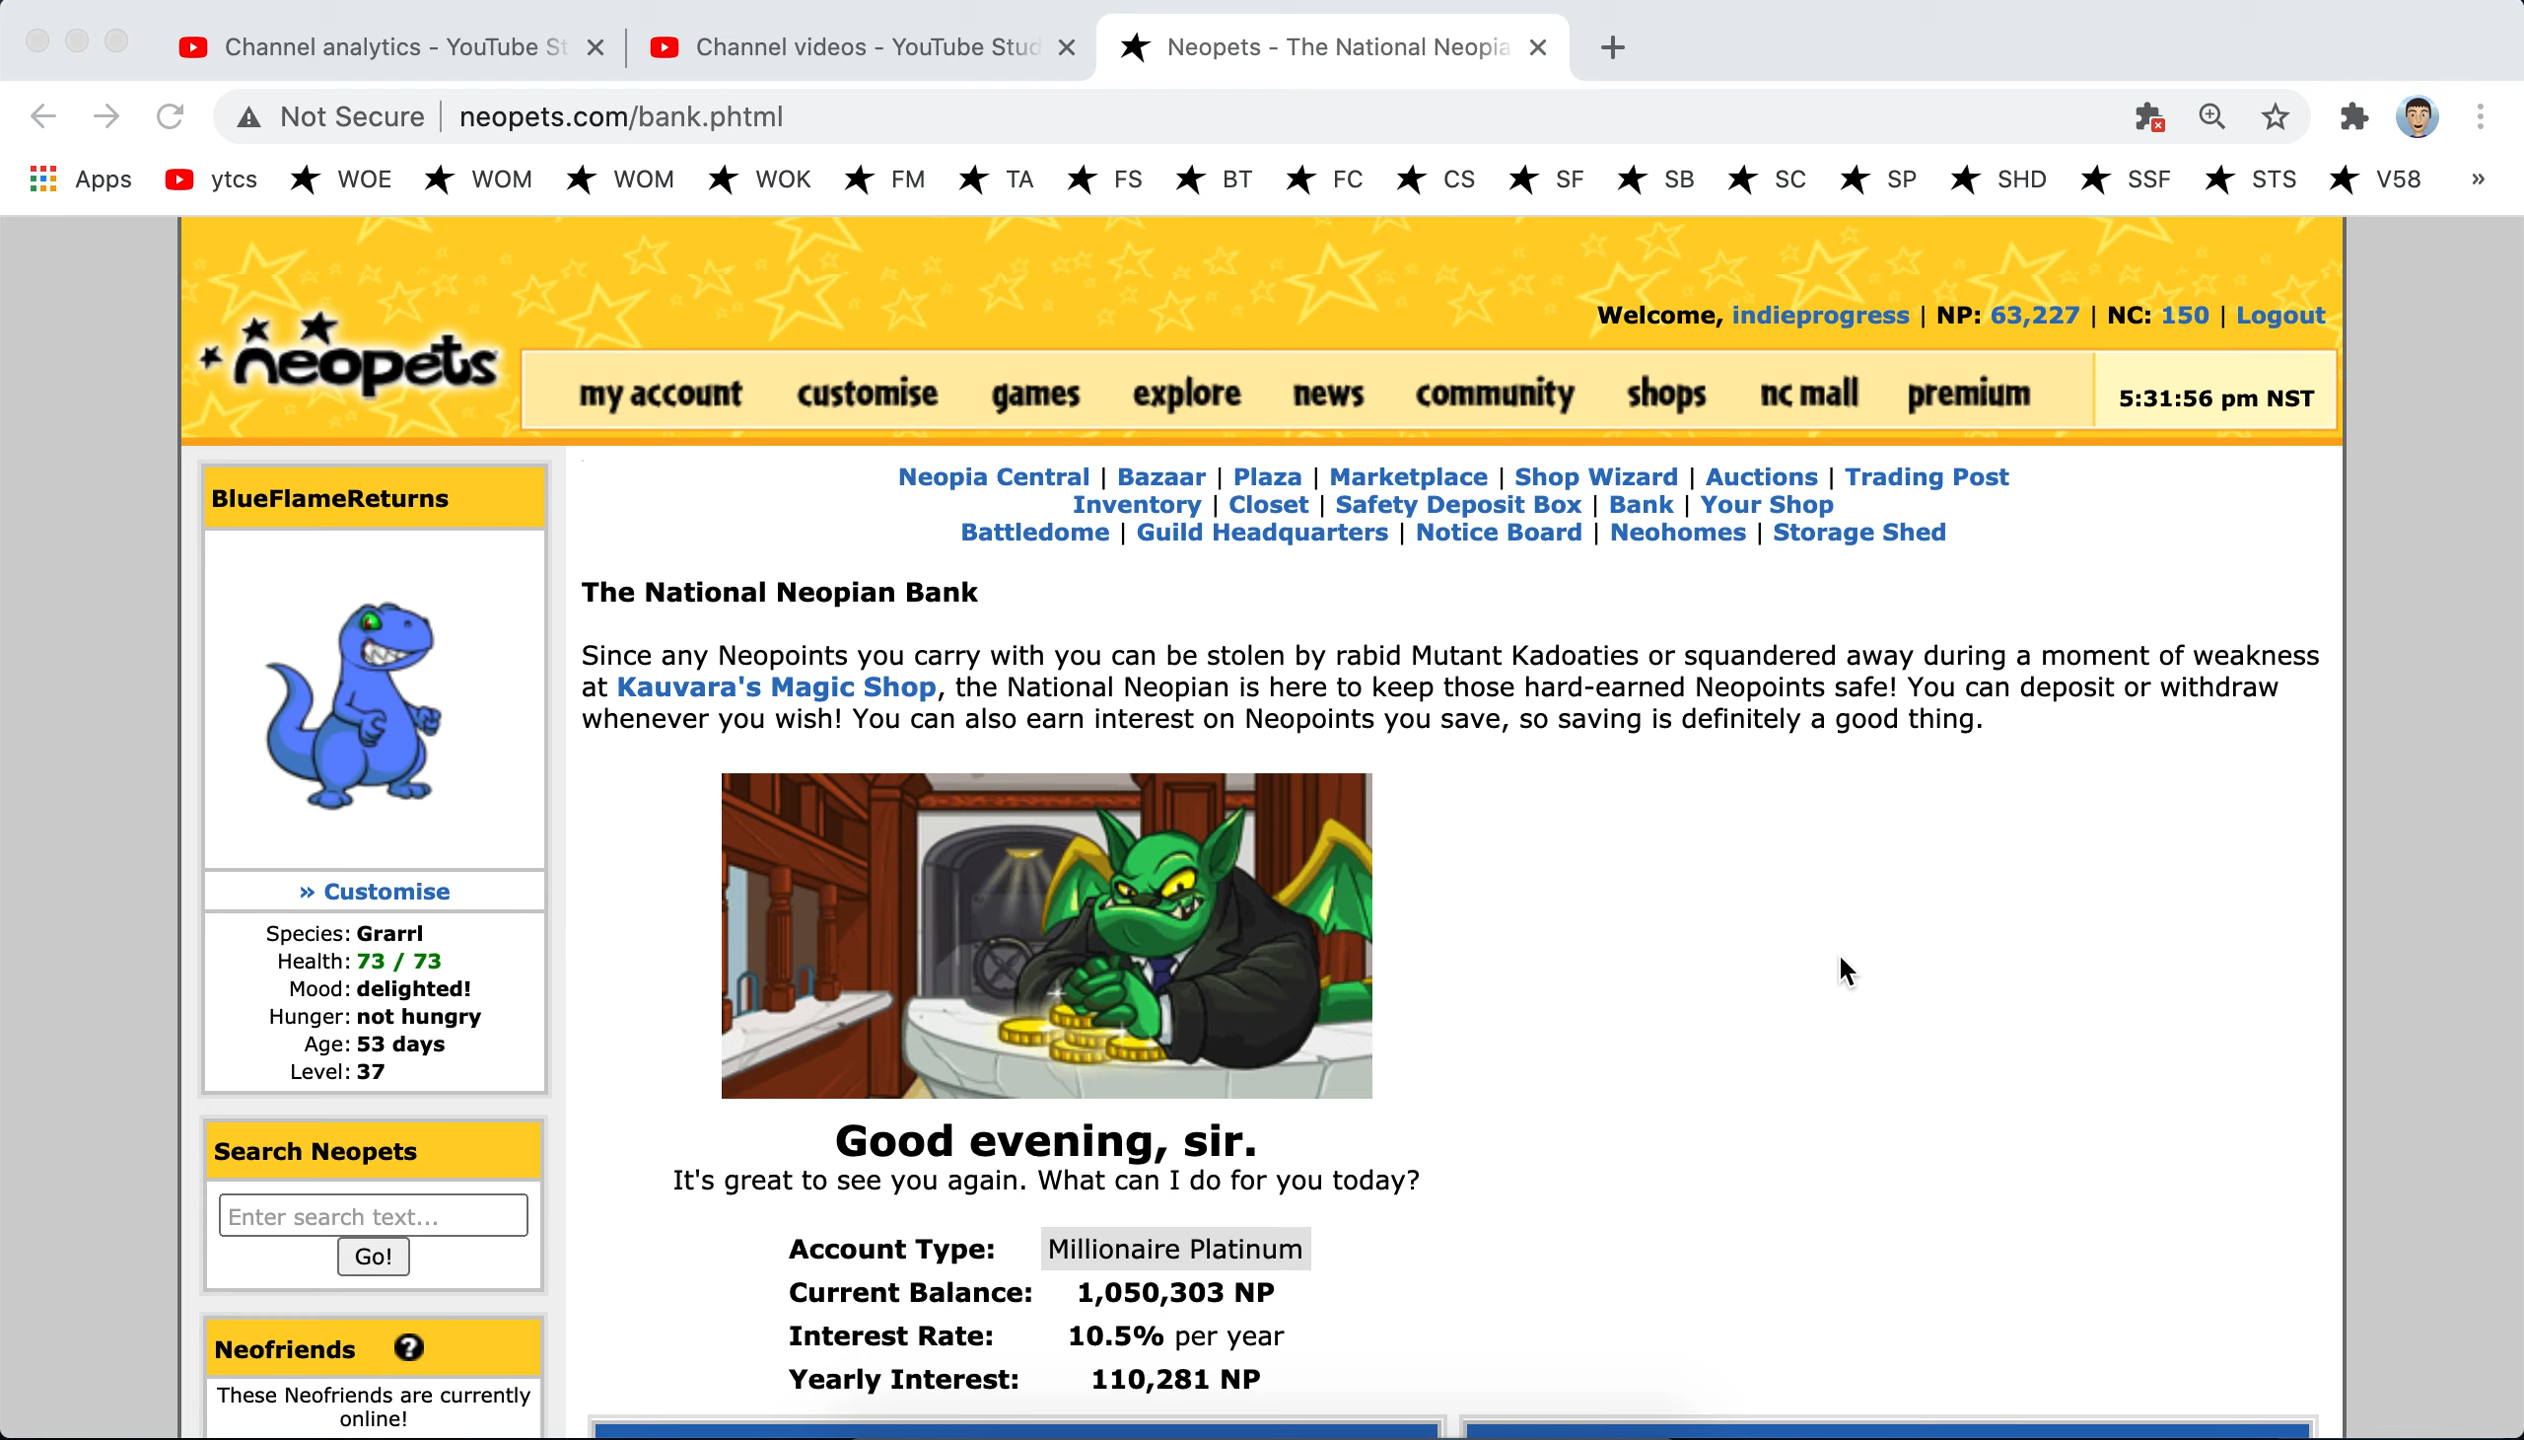 Channel analytics - YouTube St
Channel videos - YouTube Stud
Neopets - The National Neopia
Not Secure neopets.com/bank.phtml
Apps ytcs WOE WOM WOM WOK FM TA FS BT FC CS SF SB SC SP SHD SSF STS V58 »
neopets
Welcome, indieprogress | NP: 63,227 | NC: 150 | Logout
my account customise games explore news community shops nc mall premium 5:31:56 pm NST
BlueFlameReturns
» Customise
Species: Grarrl
Health: 73 / 73
Mood: delighted!
Hunger: not hungry
Age: 53 days
Level: 37
Search Neopets
Enter search text...
Go!
Neofriends ?
These Neofriends are currently
online!
Neopia Central | Bazaar | Plaza | Marketplace | Shop Wizard | Auctions | Trading Post
Inventory | Closet | Safety Deposit Box | Bank | Your Shop
Battledome | Guild Headquarters | Notice Board | Neohomes | Storage Shed
The National Neopian Bank
Since any Neopoints you carry with you can be stolen by rabid Mutant Kadoaties or squandered away during a moment of weakness
at Kauvara's Magic Shop, the National Neopian is here to keep those hard-earned Neopoints safe! You can deposit or withdraw
whenever you wish! You can also earn interest on Neopoints you save, so saving is definitely a good thing.
Good evening, sir.
It's great to see you again. What can I do for you today?
Account Type: Millionaire Platinum
Current Balance: 1,050,303 NP
Interest Rate: 10.5% per year
Yearly Interest: 110,281 NP